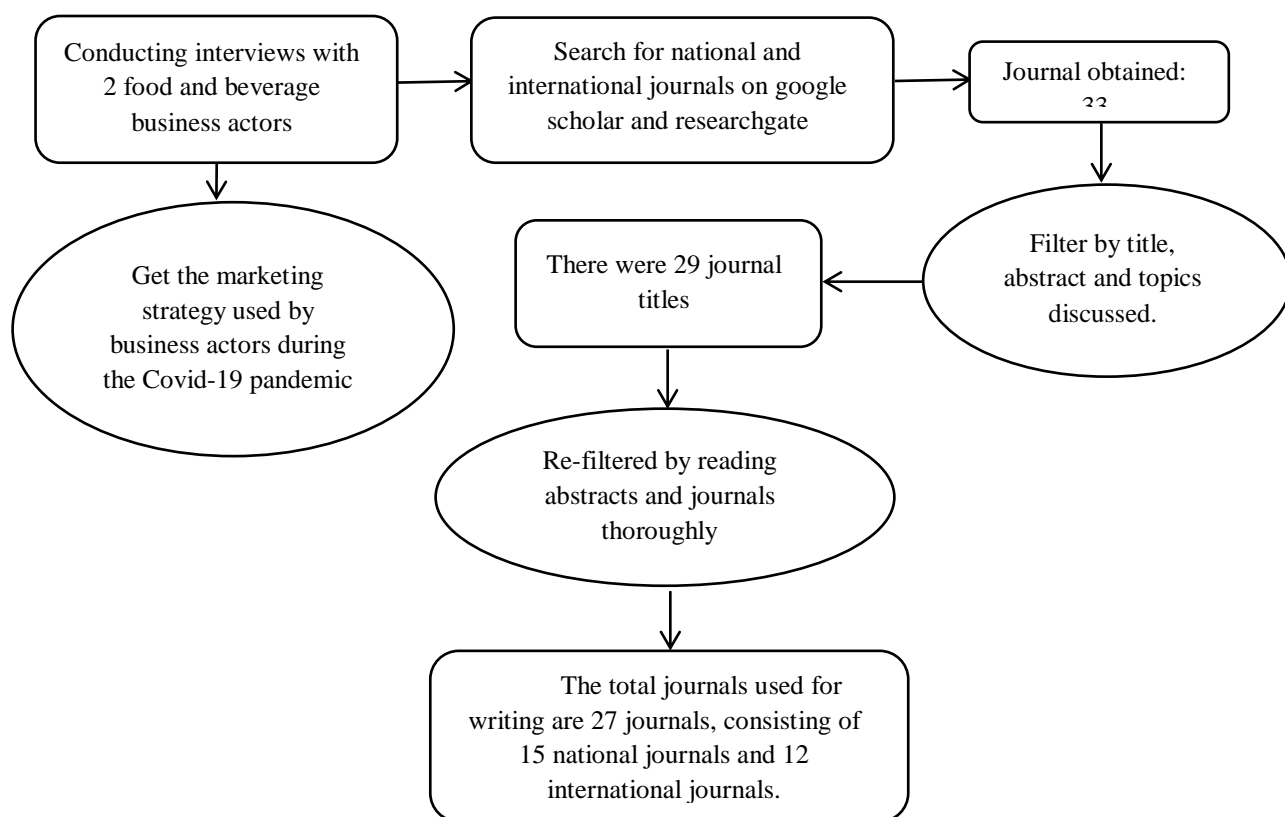 Conducting interviews with
2 food and beverage
business actors
Search for national and
international journals on google
scholar and researchgate
Journal obtained:
33
Filter by title,
abstract and topics
discussed.
There were 29 journal
titles
Get the marketing
strategy used by
business actors during
the Covid-19 pandemic
Re-filtered by reading
abstracts and journals
thoroughly
The total journals used for
writing are 27 journals, consisting of
15 national journals and 12
international journals.